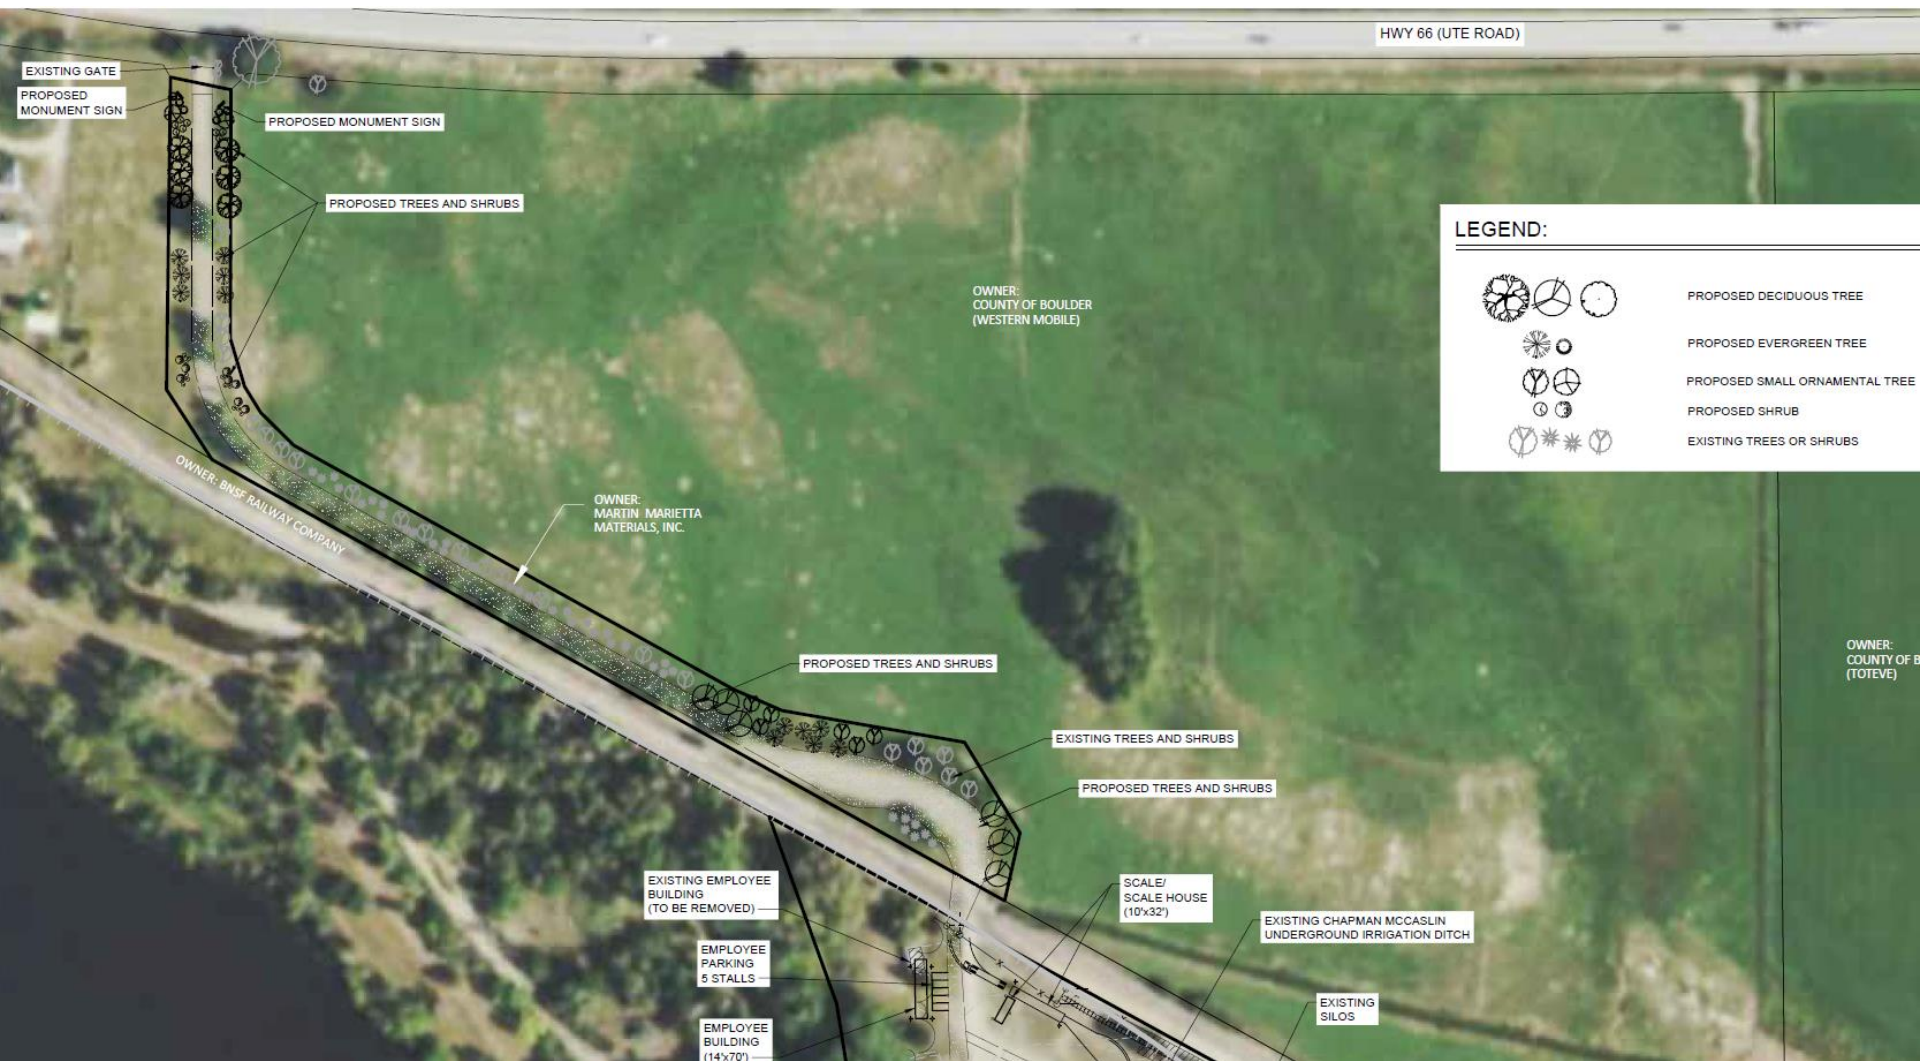 HWY 66 (UTE ROAD)
EXISTING GATE
PROPOSED
MONUMENT SIGN
PROPOSED MONUMENT SIGN
PROPOSED TREES AND SHRUBS
LEGEND:
PROPOSED DECIDUOUS TREE
PROPOSED EVERGREEN TREE
PROPOSED SMALL ORNAMENTAL TREE
PROPOSED SHRUB
EXISTING TREES OR SHRUBS
OWNER:
COUNTY OF BOULDER
(WESTERN MOBILE)
OWNER: BNSF RAILWAY COMPANY
OWNER:
MARTIN MARIETTA
MATERIALS, INC.
OWNER:
COUNTY OF B
(TOTEVE)
PROPOSED TREES AND SHRUBS
EXISTING TREES AND SHRUBS
PROPOSED TREES AND SHRUBS
EXISTING EMPLOYEE
BUILDING
(TO BE REMOVED)
SCALE/
SCALE HOUSE
(10'x32')
EXISTING CHAPMAN MCCASLIN
UNDERGROUND IRRIGATION DITCH
EMPLOYEE
PARKING
5 STALLS
EXISTING
SILOS
EMPLOYEE
BUILDING
(14'x70')